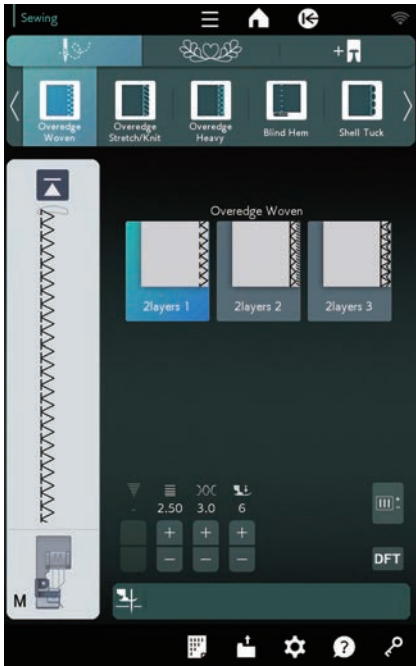 Sewing
Overedge
Woven
Overedge
Stretch/Knit
Overedge
Heavy
Blind Hem
Shell Tuck
Overedge Woven
2layers 1
2layers 2
2layers 3
-
2.50
3.0
6
+
+
+
−
−
−
DFT
M